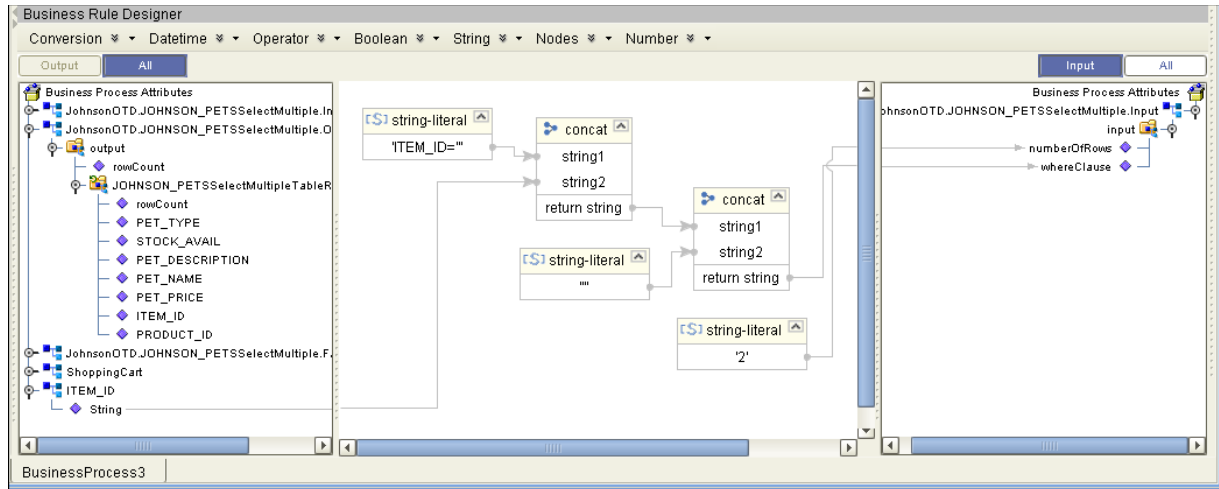 Business Rule Designer
Conversion Datetime Operator Boolean String Nodes Number
Output All Input All
Business Process Attributes
JohnsonOTD.JOHNSON_PETSSelectMultiple.In
JohnsonOTD.JOHNSON_PETSSelectMultiple.O
output
rowCount
JOHNSON_PETSSelectMultipleTableR
rowCount
PET_TYPE
STOCK_AVAIL
PET_DESCRIPTION
PET_NAME
PET_PRICE
ITEM_ID
PRODUCT_ID
JohnsonOTD.JOHNSON_PETSSelectMultiple.F
ShoppingCart
ITEM_ID
String
[S] string-literal
'ITEM_ID="'
concat
string1
string2
return string
[S] string-literal
'"'
concat
string1
string2
return string
[S] string-literal
'2'
Business Process Attributes
ohnsonOTD.JOHNSON_PETSSelectMultiple.Input
input
numberOfRows
whereClause
BusinessProcess3